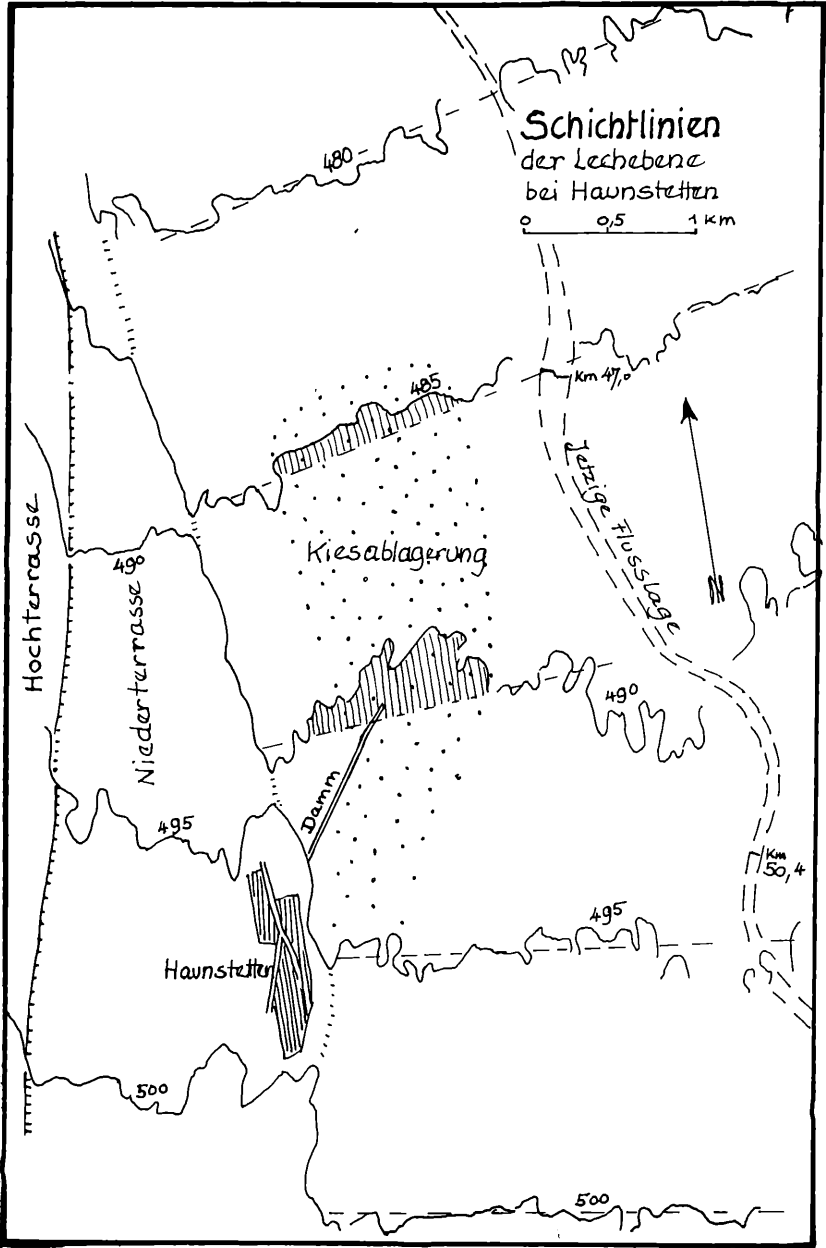 480
Schichtlinien
der Lechebene
bei Haunstetten
0 0,5 1 Km
485
Km 47,0
Jetzige Flusslage
Hochterrasse
490
Niederterrasse
Kiesablagerung
N
490
495
Damm
Km
50,4
495
Haunstetten
500
500